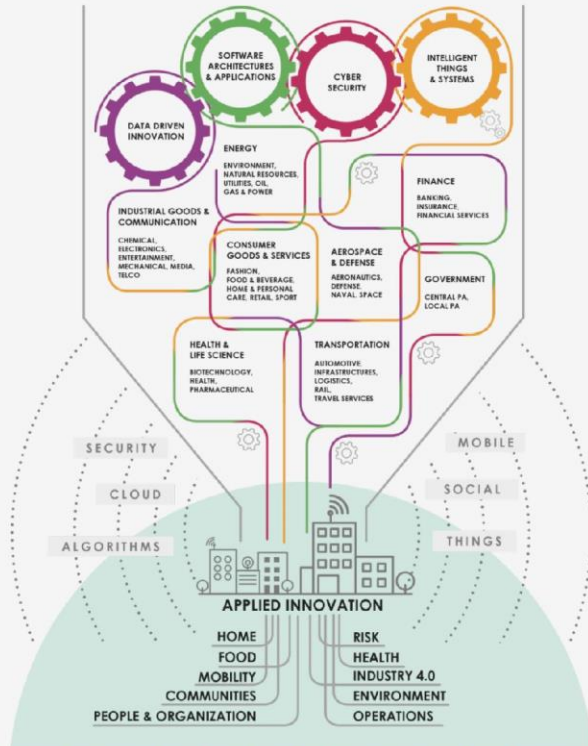 SOFTWARE
ARCHITECTURES
& APPLICATIONS
CYBER
SECURITY
INTELLIGENT
THINGS
& SYSTEMS
DATA DRIVEN
INNOVATION
ENERGY
ENVIRONMENT,
NATURAL RESOURCES,
UTILITIES, OIL,
GAS & POWER
FINANCE
BANKING,
INSURANCE,
FINANCIAL SERVICES
INDUSTRIAL GOODS &
COMMUNICATION
CHEMICAL,
ELECTRONICS,
ENTERTAINMENT,
MECHANICAL, MEDIA,
TELCO
CONSUMER
GOODS & SERVICES
FASHION,
FOOD & BEVERAGE,
HOME & PERSONAL
CARE, RETAIL, SPORT
AEROSPACE
& DEFENSE
AERONAUTICS,
DEFENSE,
NAVAL, SPACE
GOVERNMENT
CENTRAL PA,
LOCAL PA
HEALTH &
LIFE SCIENCE
BIOTECHNOLOGY,
HEALTH,
PHARMACEUTICAL
TRANSPORTATION
AUTOMOTIVE
INFRASTRUCTURES,
LOGISTICS,
RAIL,
TRAVEL SERVICES
SECURITY
CLOUD
ALGORITHMS
MOBILE
SOCIAL
THINGS
APPLIED INNOVATION
HOME
FOOD
MOBILITY
COMMUNITIES
PEOPLE & ORGANIZATION
RISK
HEALTH
INDUSTRY 4.0
ENVIRONMENT
OPERATIONS